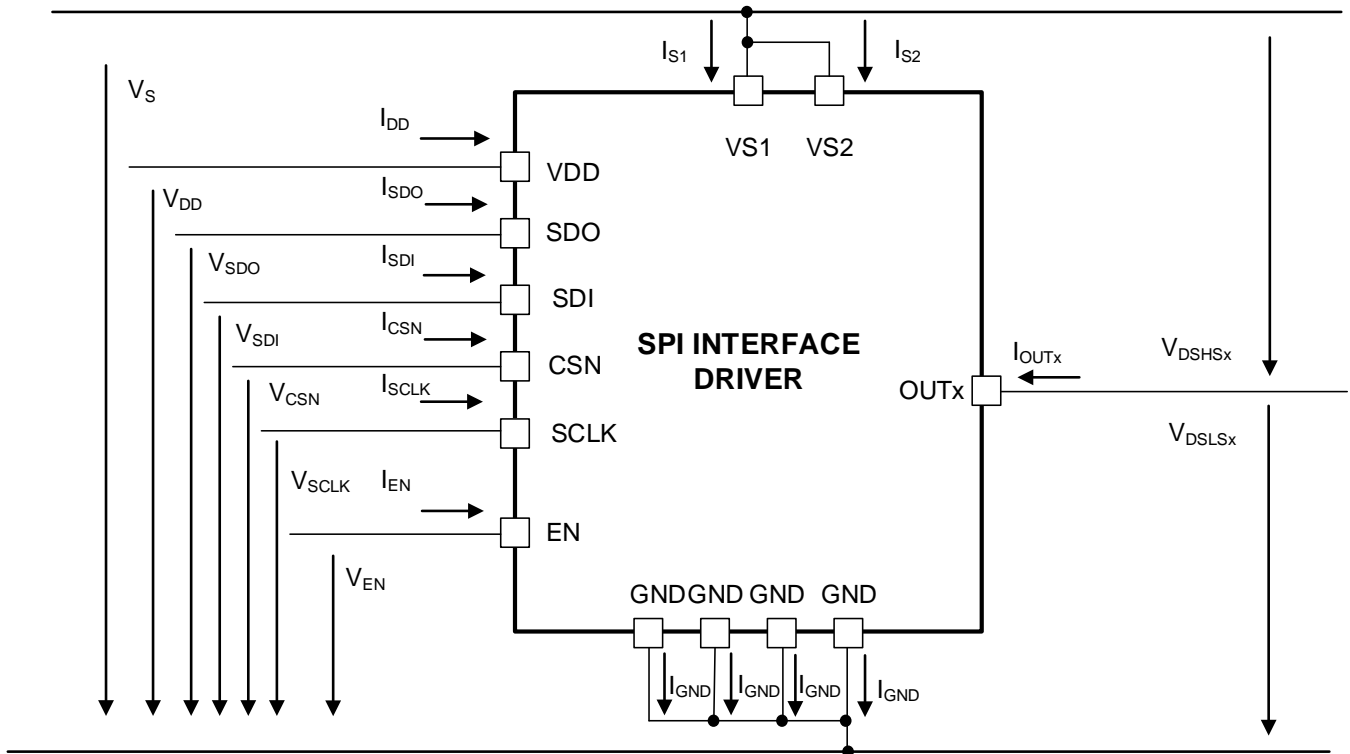 IS1 IS2
VS
IDD
VS1 VS2
VDD
ISDO
VDD
SDO
ISDI
VSDO
SDI
ICSN
VSDI
CSN
SPI INTERFACE
DRIVER
IOUTx
VDSHSx
ISCLK
VCSN
OUTx
SCLK
VDSLSx
IEN
VSCLK
EN
VEN
GND GND GND GND
IGND IGND IGND IGND